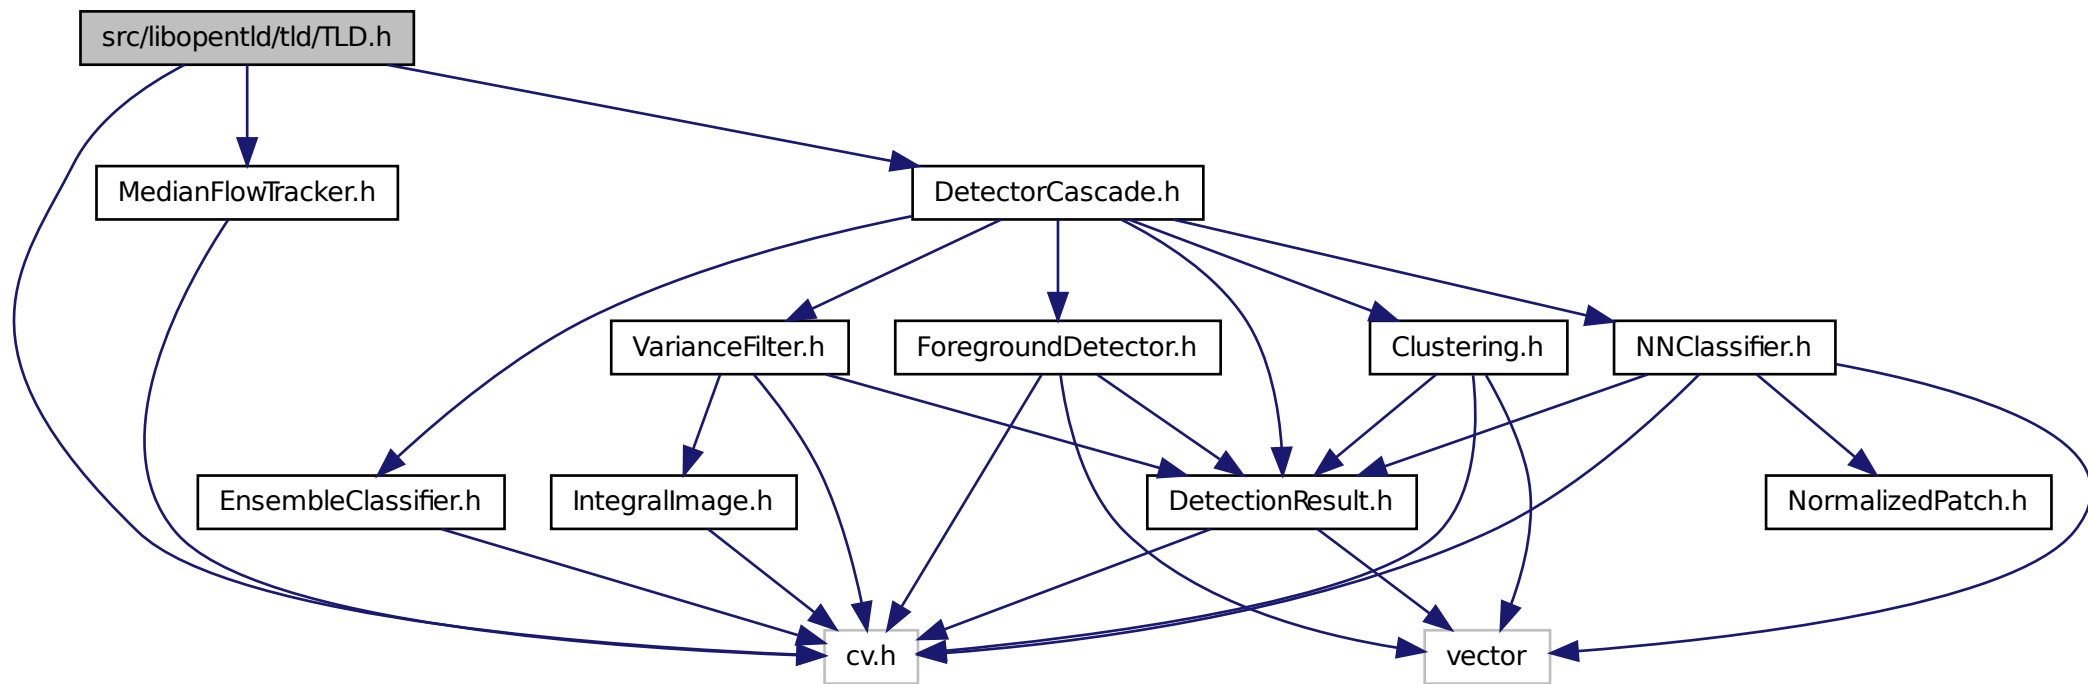 src/libopentld/tld/TLD.h
MedianFlowTracker.h
DetectorCascade.h
VarianceFilter.h
ForegroundDetector.h
Clustering.h
NNClassifier.h
EnsembleClassifier.h
IntegralImage.h
DetectionResult.h
NormalizedPatch.h
cv.h
vector